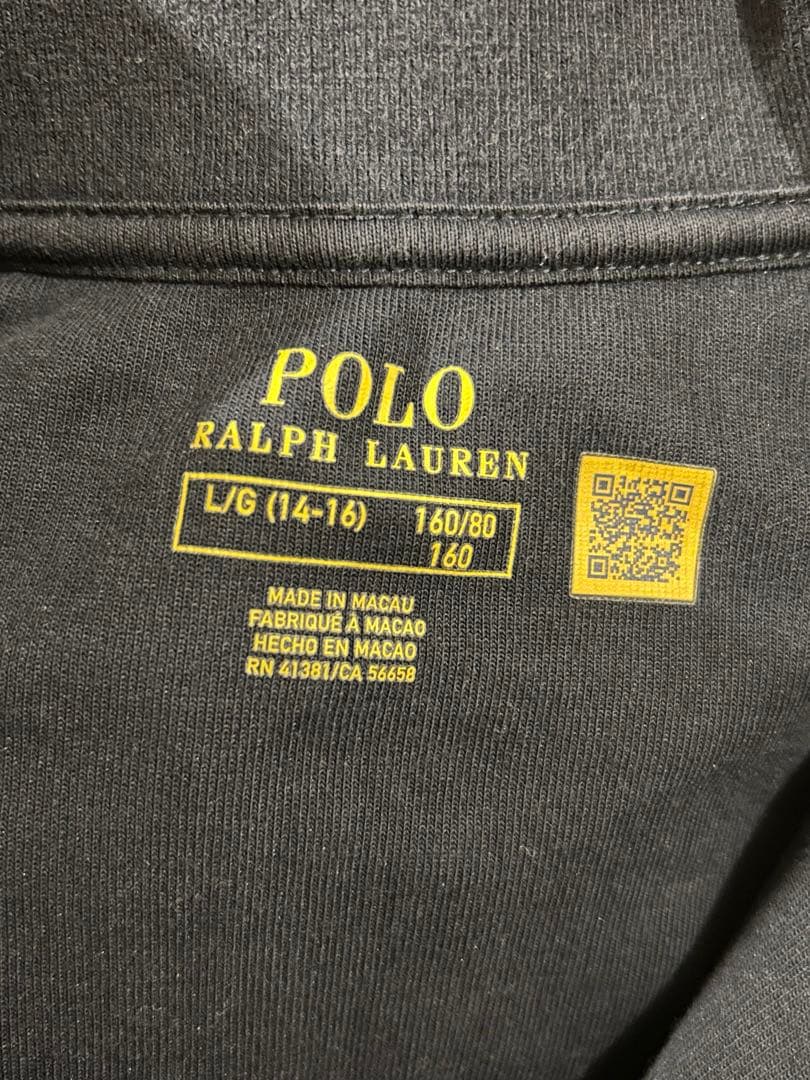 POLO
RALPH LAUREN
L/G (14-16) 160/80
160
MADE IN MACAU
FABRIQUÉ À MACAO
HECHO EN MACAO
RN 41381/CA 56658